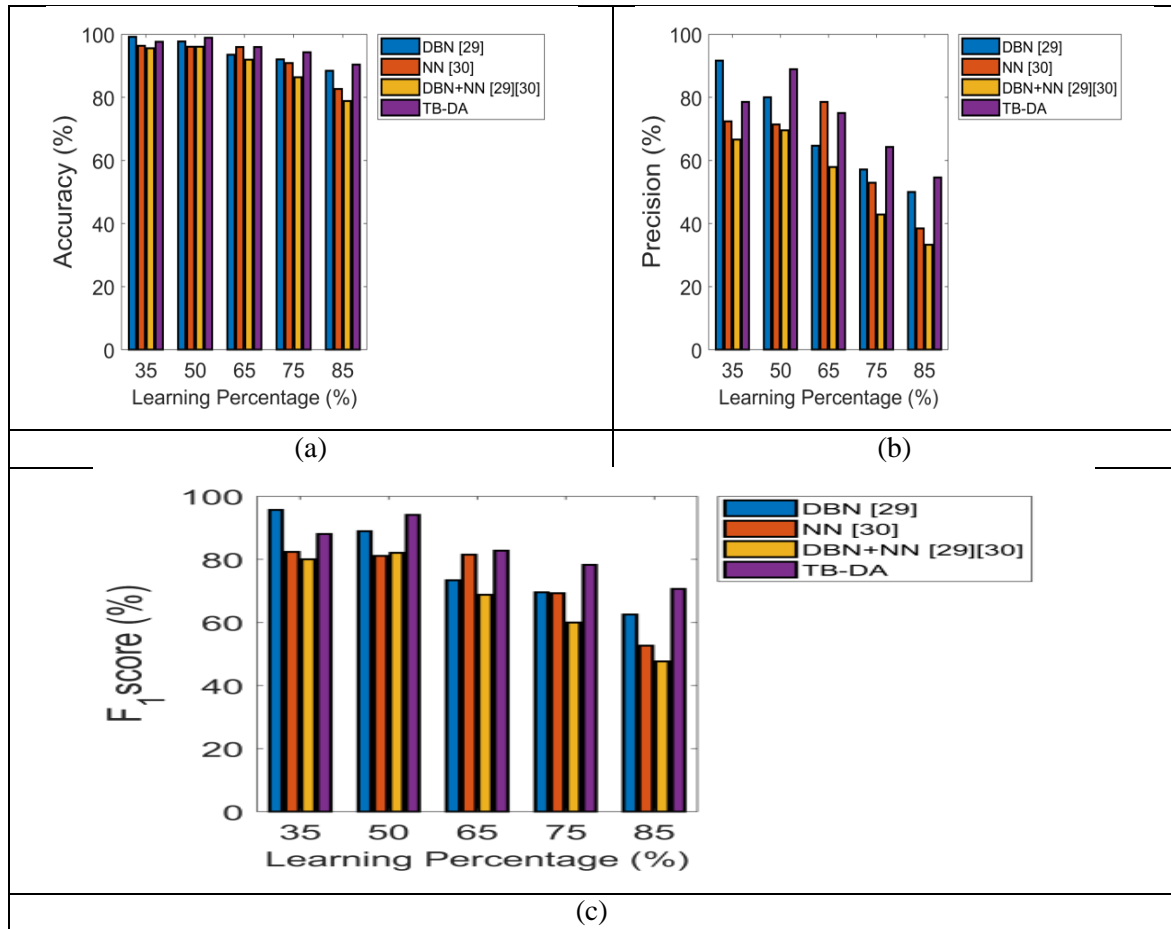 100
80
60
40
20
0
Accuracy (%)
35 50 65 75 85
Learning Percentage (%)
DBN [29]
NN [30]
DBN+NN [29][30]
TB-DA
(a)
100
80
60
40
20
0
Precision (%)
35 50 65 75 85
Learning Percentage (%)
DBN [29]
NN [30]
DBN+NN [29][30]
TB-DA
(b)
100
80
60
40
20
0
F1 score (%)
35 50 65 75 85
Learning Percentage (%)
DBN [29]
NN [30]
DBN+NN [29][30]
TB-DA
(c)